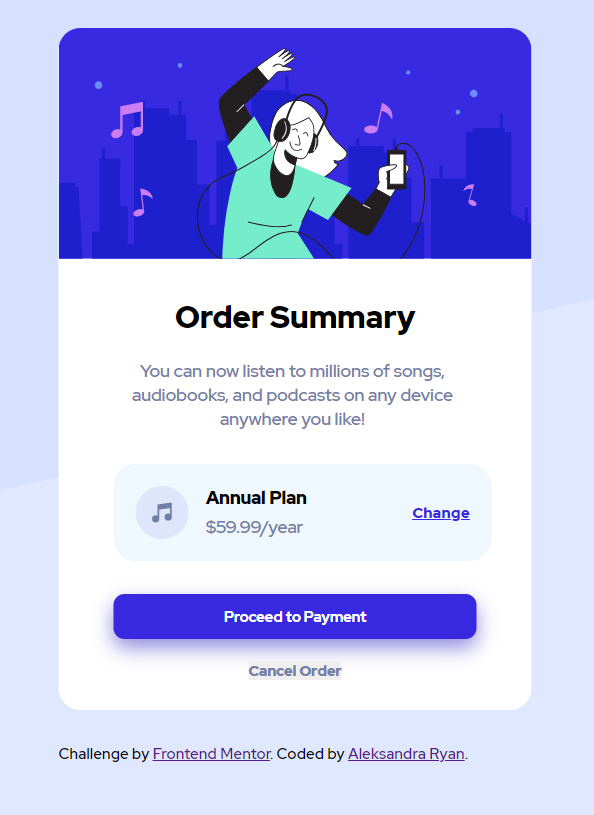 Order Summary
You can now listen to millions of songs,
audiobooks, and podcasts on any device
anywhere you like!
Annual Plan
$59.99/year
Change
Proceed to Payment
Cancel Order
Challenge by Frontend Mentor. Coded by Aleksandra Ryan.